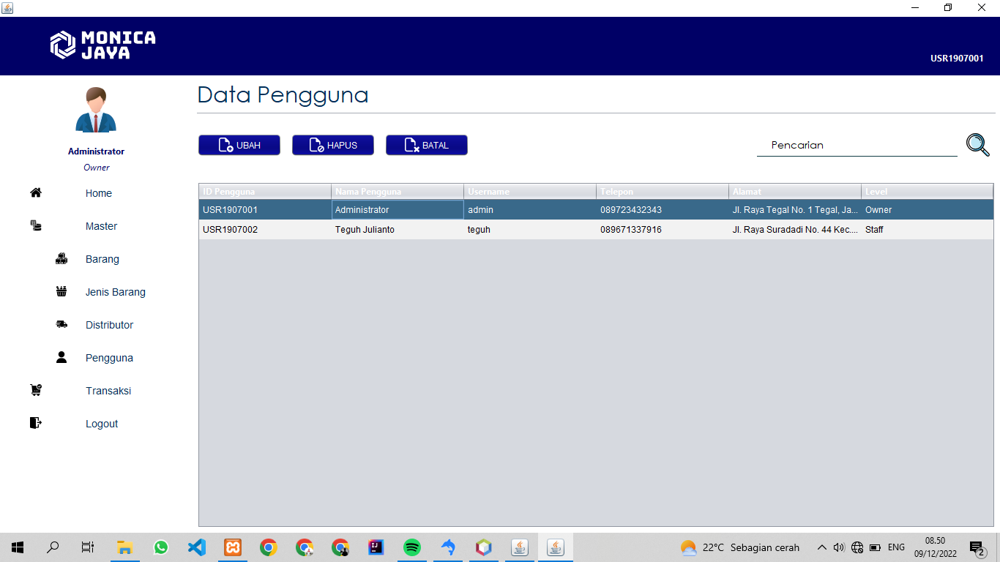 MONICA
JAYA
USR1907001
Administrator
Owner
Home
Master
Barang
Jenis Barang
Distributor
Pengguna
Transaksi
Logout
Data Pengguna
UBAH HAPUS BATAL Pencarian
ID Pengguna Nama Pengguna Username Telepon Alamat Level
USR1907001 Administrator admin 089723432343 Jl. Raya Tegal No. 1 Tegal, Ja... Owner
USR1907002 Teguh Julianto teguh 089671337916 Jl. Raya Suradadi No. 44 Kec.... Staff
22°C Sebagian cerah ENG
08.50
09/12/2022
2